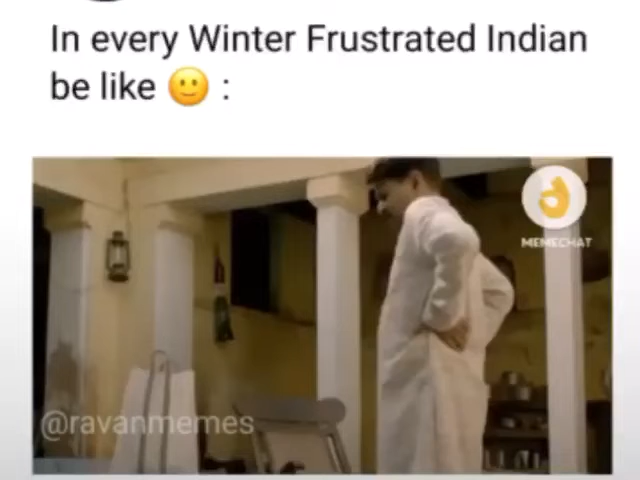 In every Winter Frustrated Indian
be like 🙂 :
MEMECHAT
@ravanmemes